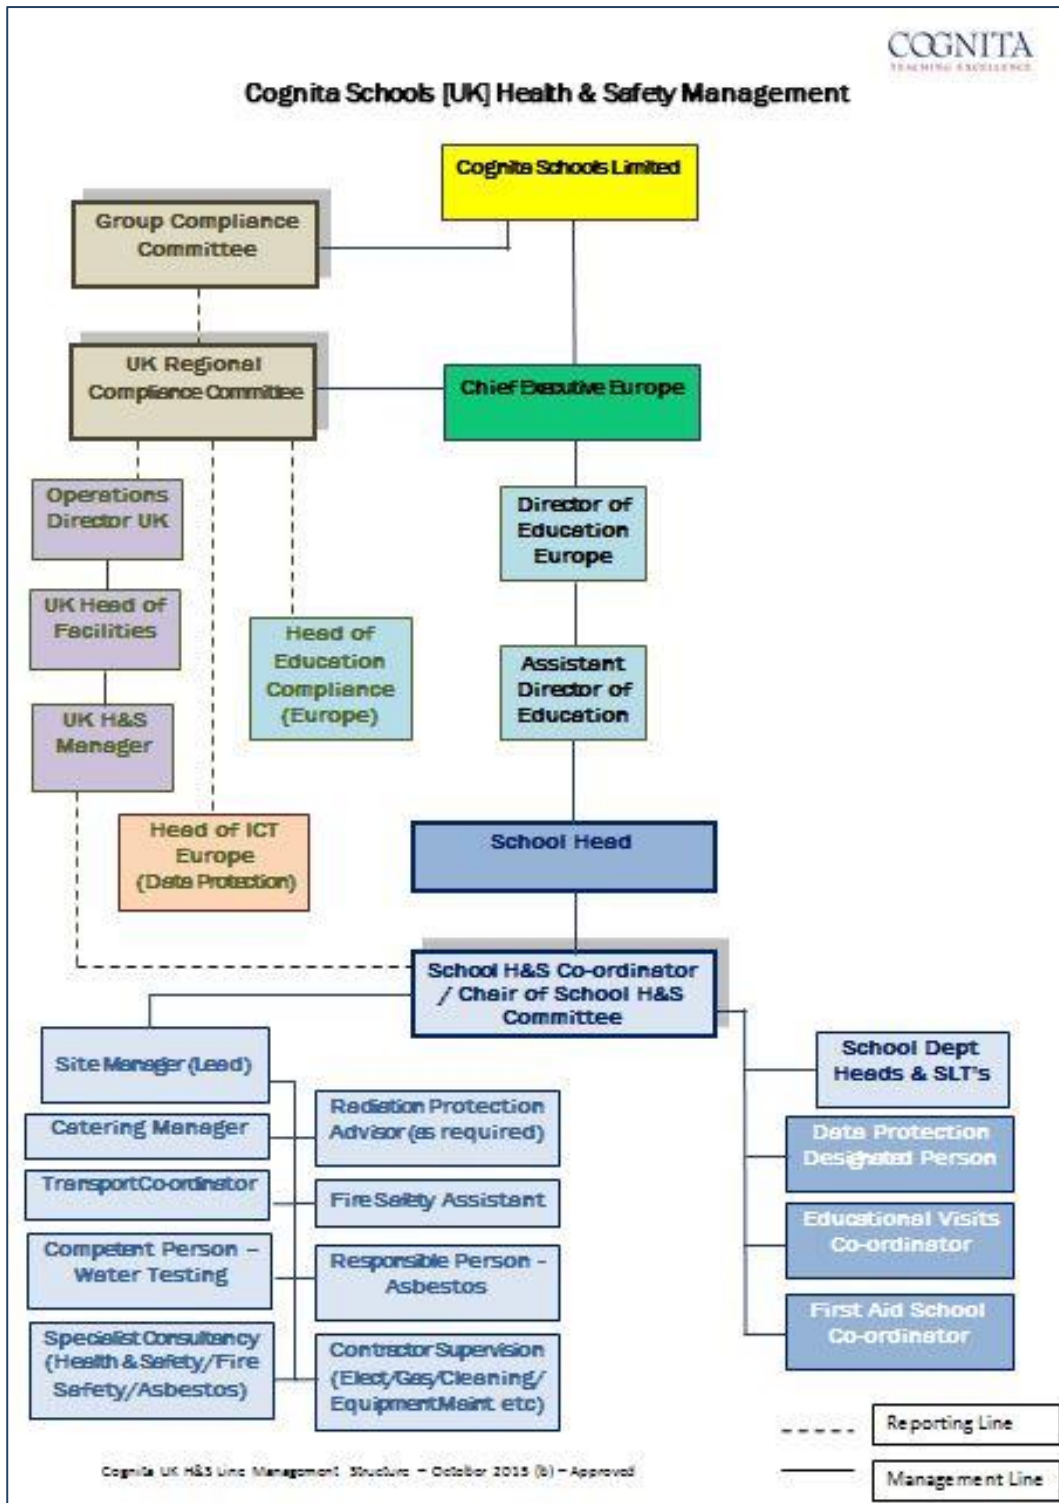 COGNITA
TEACHING EXCELLENCE
Cognita Schools [UK] Health & Safety Management
Cognita Schools Limited
Group Compliance
Committee
UK Regional
Compliance Committee
Chief Executive Europe
Operations
Director UK
Director of
Education
Europe
UK Head of
Facilities
Head of
Education
Compliance
(Europe)
Assistant
Director of
Education
UK H&S
Manager
Head of ICT
Europe
(Data Protection)
School Head
School H&S Co-ordinator
/ Chair of School H&S
Committee
Site Manager (Lead)
School Dept
Heads & SLT's
Catering Manager
Radiation Protection
Advisor (as required)
Data Protection
Designated Person
Transport Co-ordinator
Fire Safety Assistant
Competent Person –
Water Testing
Responsible Person -
Asbestos
Educational Visits
Co-ordinator
Specialist Consultancy
(Health & Safety/Fire
Safety/Asbestos)
Contractor Supervision
(Elect/Gas/Cleaning/
Equipment Maint. etc)
First Aid School
Co-ordinator
Reporting Line
Management Line
Cognita UK H&S Line Management Structure – October 2015 (b) – Approved